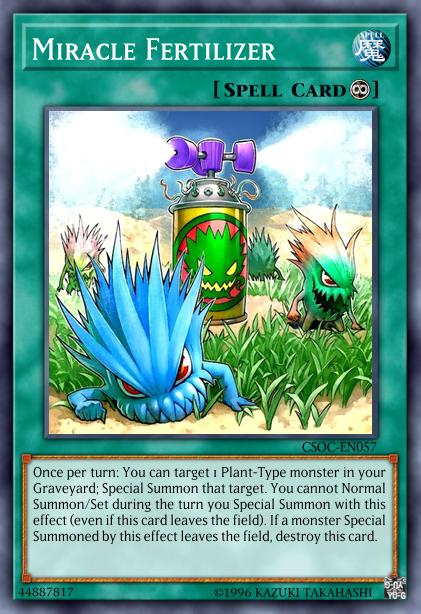 MIRACLE FERTILIZER
SPELL
魔
[SPELL CARD]
CSOC-EN057
Once per turn: You can target 1 Plant-Type monster in your
Graveyard; Special Summon that target. You cannot Normal
Summon/Set during the turn you Special Summon with this
effect (even if this card leaves the field). If a monster Special
Summoned by this effect leaves the field, destroy this card.
44887817
©1996 KAZUKI TAKAHASHI